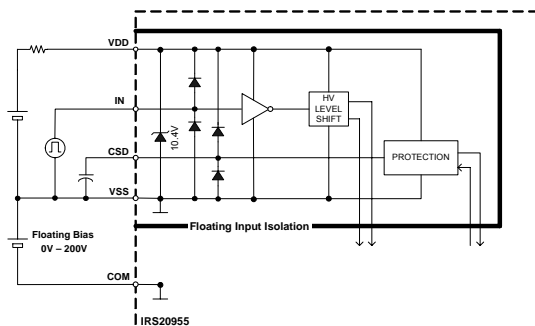 VDD
IN
HV
LEVEL
SHIFT
10.4V
CSD
PROTECTION
VSS
Floating Input Isolation
Floating Bias
0V – 200V
COM
IRS20955